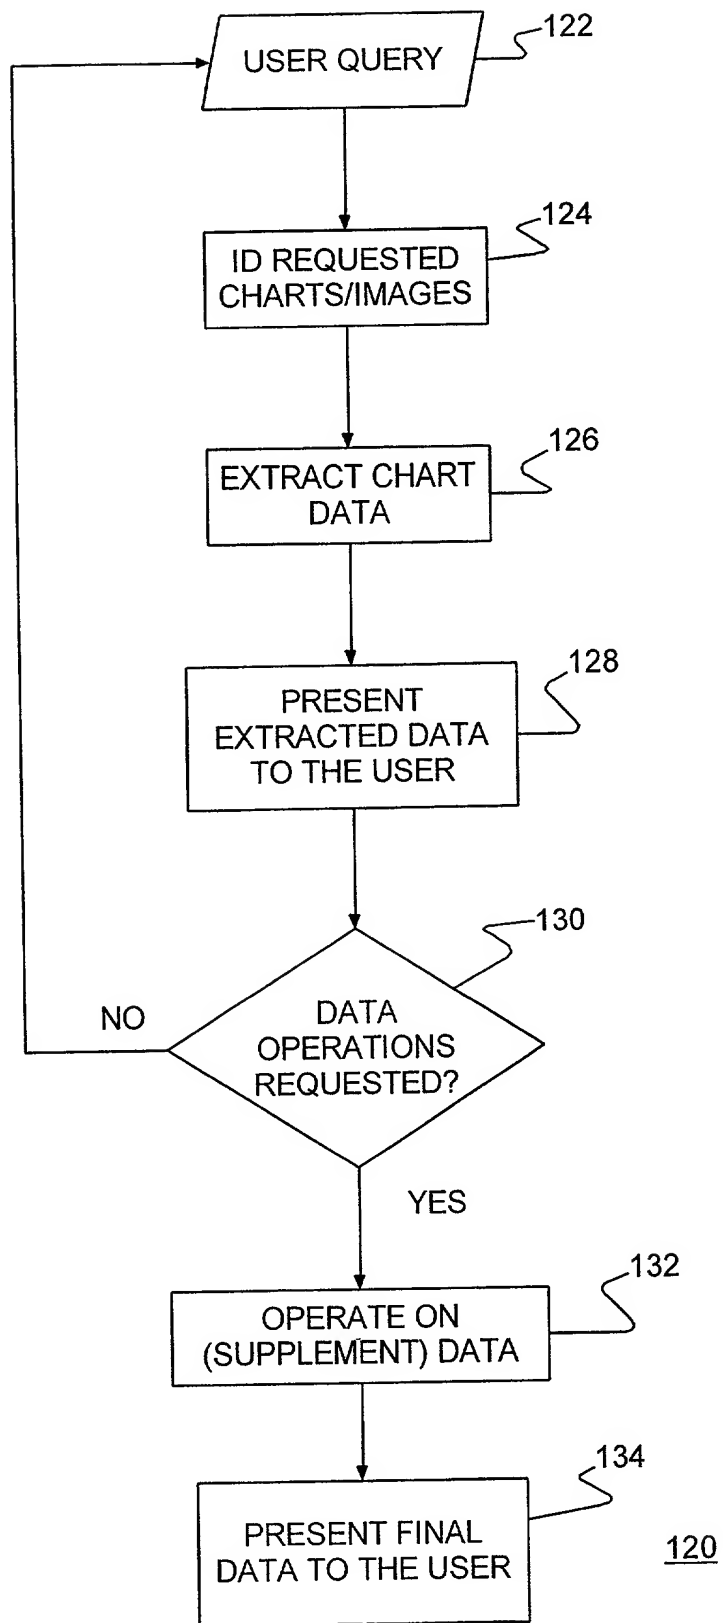 USER QUERY
122
124
ID REQUESTED
CHARTS/IMAGES
126
EXTRACT CHART
DATA
128
PRESENT
EXTRACTED DATA
TO THE USER
130
NO
DATA
OPERATIONS
REQUESTED?
YES
132
OPERATE ON
(SUPPLEMENT) DATA
134
PRESENT FINAL
DATA TO THE USER
120